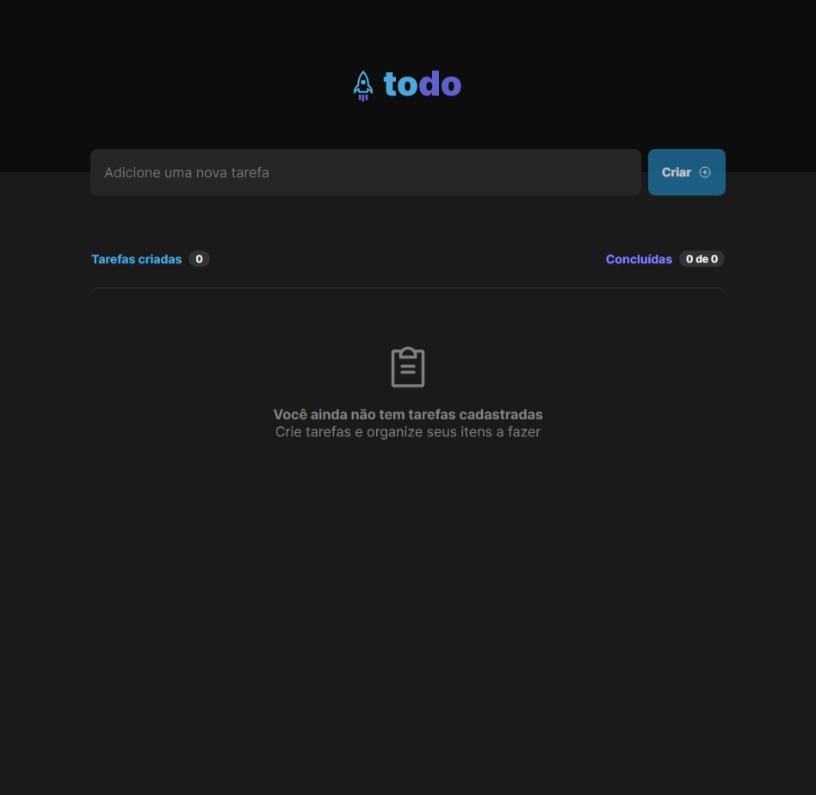 todo
Adicione uma nova tarefa
Criar
Tarefas criadas 0
Concluídas 0 de 0
Você ainda não tem tarefas cadastradas
Crie tarefas e organize seus itens a fazer